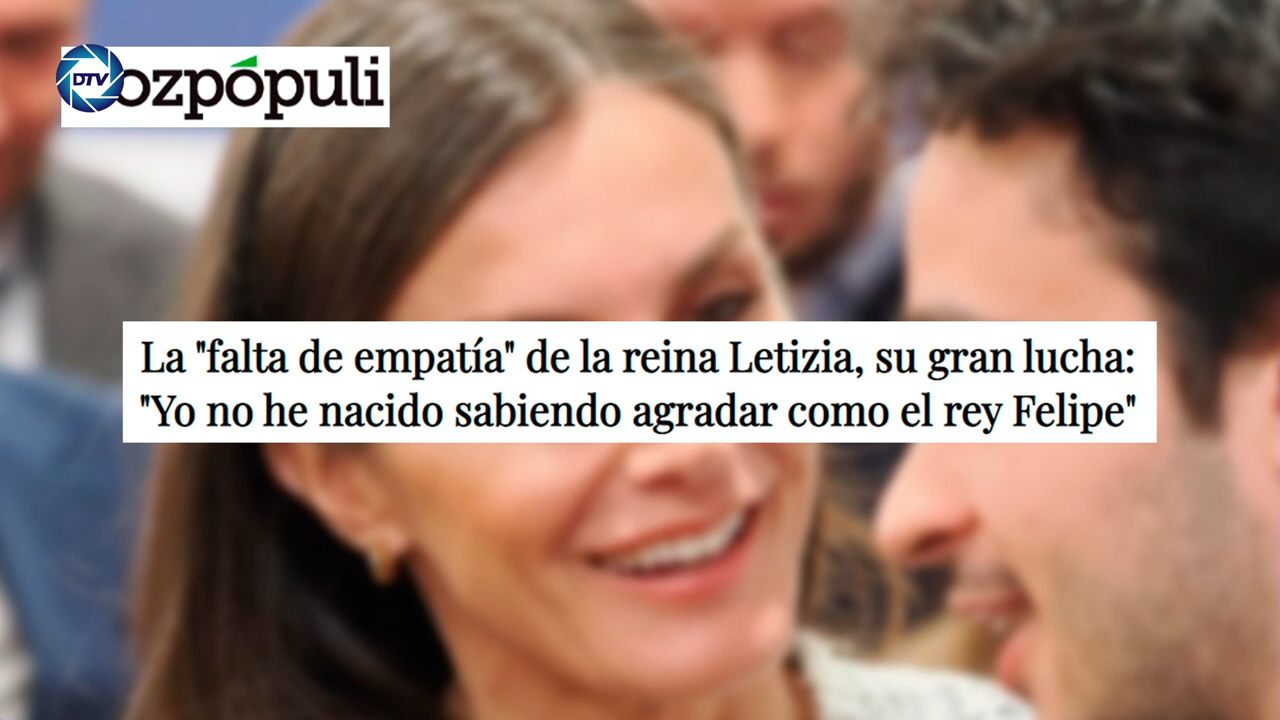 DTV
ozpópuli
La "falta de empatía" de la reina Letizia, su gran lucha:
"Yo no he nacido sabiendo agradar como el rey Felipe"